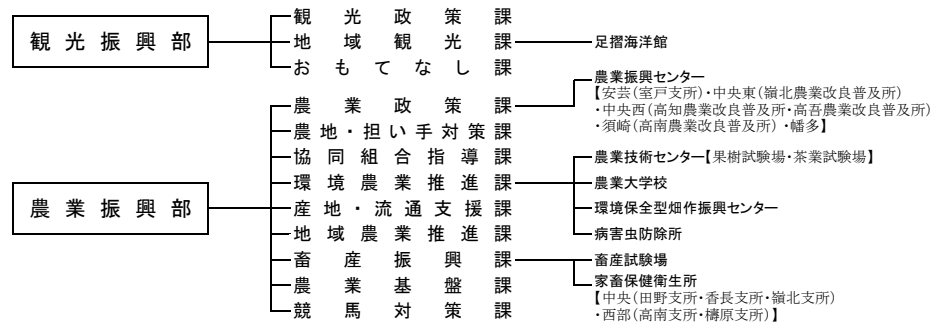 観光振興部
観光政策課
地域観光課
足摺海洋館
おもてなし課
農業振興部
農業政策課
農業振興センター
【安芸(室戸支所)・中央東(嶺北農業改良普及所)
・中央西(高知農業改良普及所・高吾農業改良普及所)
・須崎(高南農業改良普及所)・幡多】
農地・担い手対策課
協同組合指導課
環境農業推進課
農業技術センター【果樹試験場・茶業試験場】
農業大学校
環境保全型畑作振興センター
病害虫防除所
産地・流通支援課
地域農業推進課
畜産振興課
畜産試験場
家畜保健衛生所
【中央(田野支所・香長支所・嶺北支所)
・西部(高南支所・檮原支所)】
農業基盤課
競馬対策課